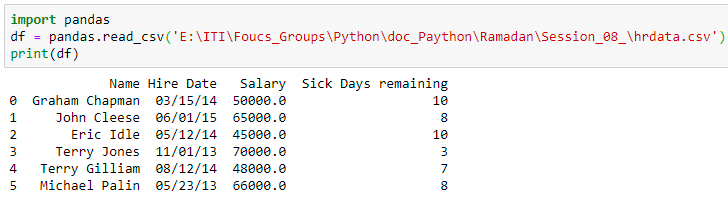 import pandas
df = pandas.read_csv('E:\ITI\Foucs_Groups\Python\doc_Paython\Ramadan\Session_08_\hrdata.csv')
print(df)
Name Hire Date Salary Sick Days remaining
0 Graham Chapman 03/15/14 50000.0 10
1 John Cleese 06/01/15 65000.0 8
2 Eric Idle 05/12/14 45000.0 10
3 Terry Jones 11/01/13 70000.0 3
4 Terry Gilliam 08/12/14 48000.0 7
5 Michael Palin 05/23/13 66000.0 8